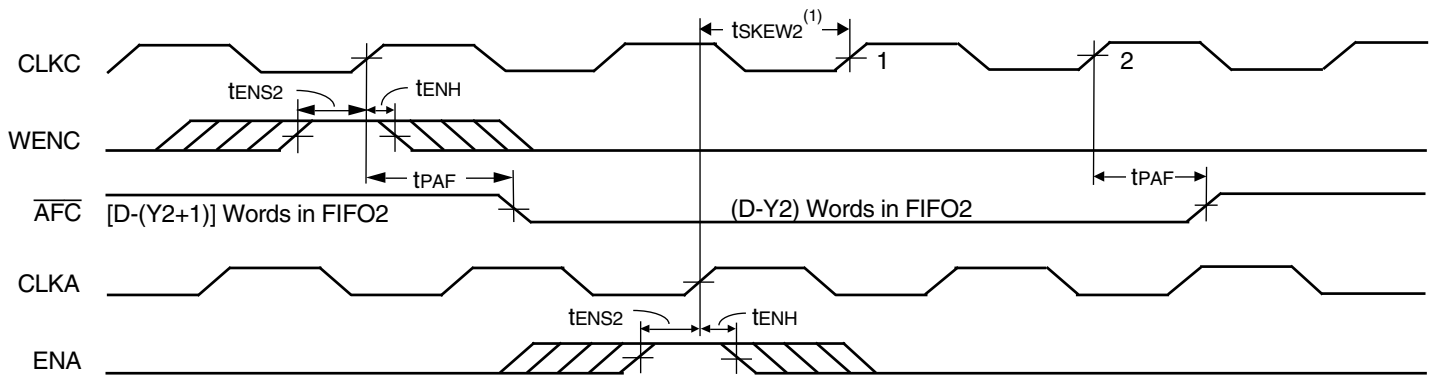 tSKEW2(1)
CLKC
1
2
tENS2
tENH
WENC
tPAF
tPAF
AFC
[D-(Y2+1)] Words in FIFO2
(D-Y2) Words in FIFO2
CLKA
tENS2
tENH
ENA